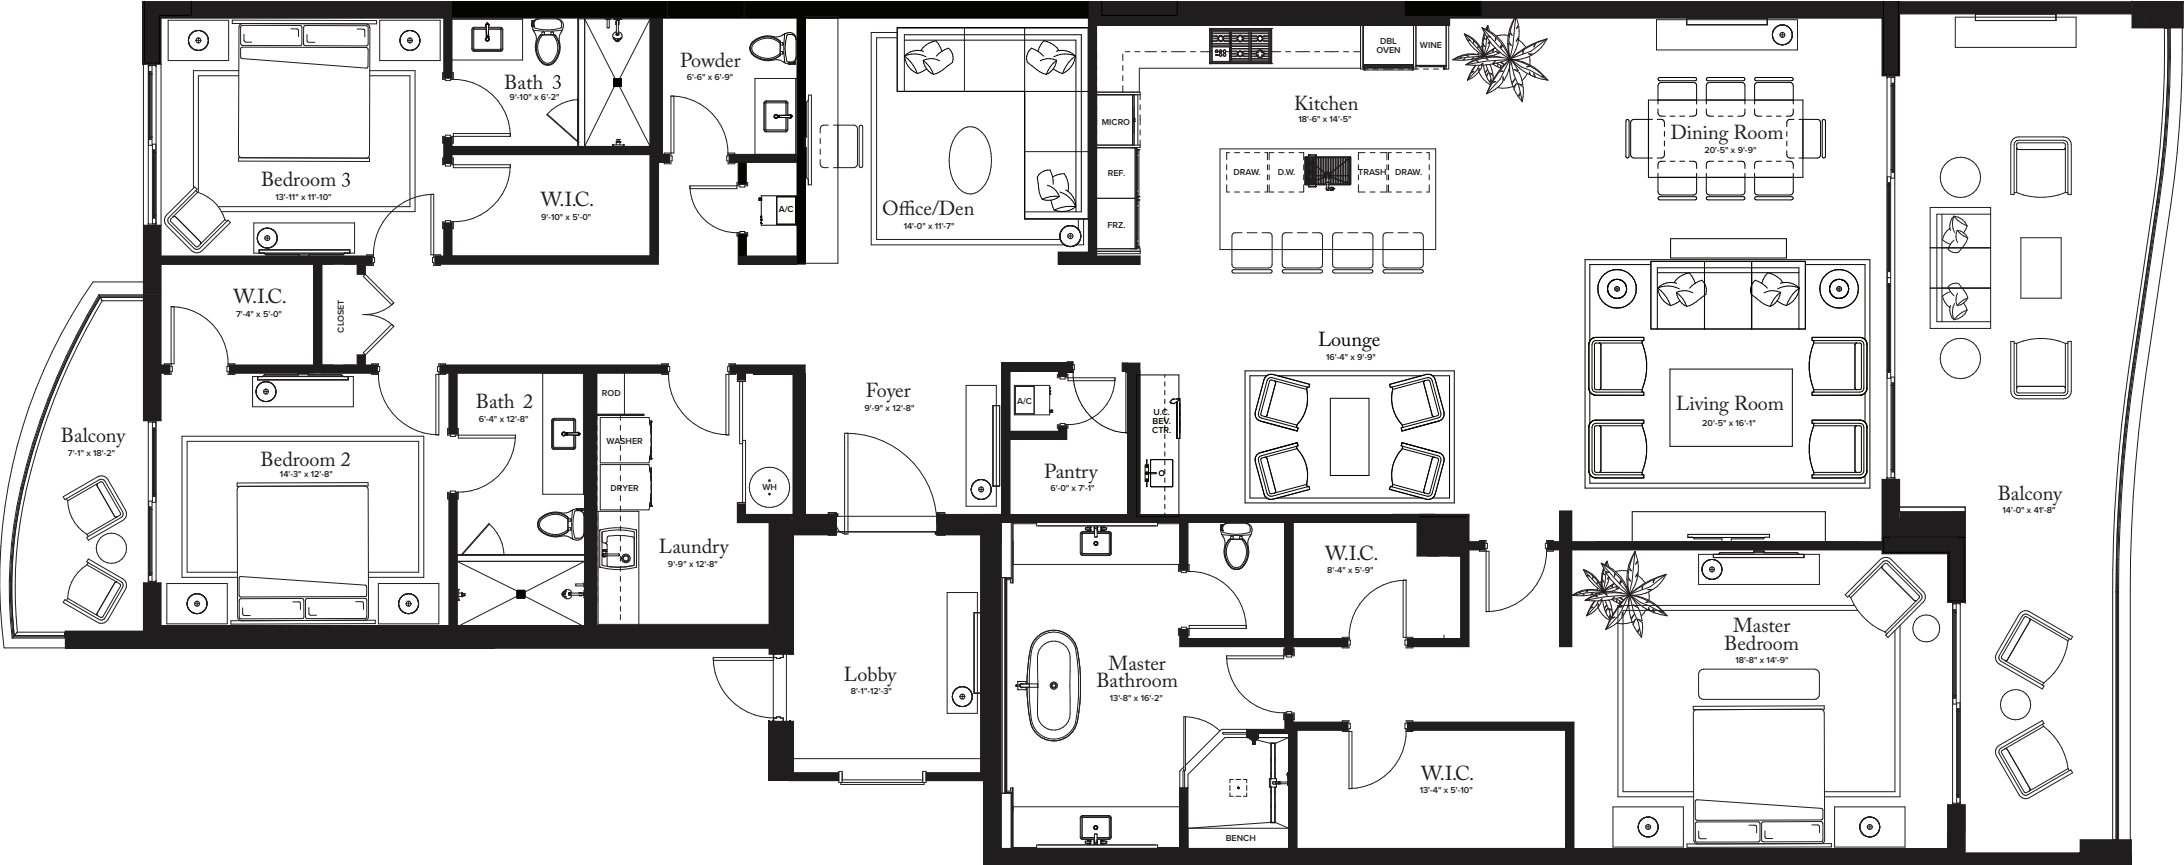 Bedroom 3
13'-11" x 11'-10"
Bath 3
9'-10" x 6'-2"
Powder
6'-6" x 6'-9"
W.I.C.
9'-10" x 5'-0"
A/C
Office/Den
14'-0" x 11'-7"
MICRO
REF.
FRZ.
DBL
OVEN
WINE
Kitchen
18'-6" x 14'-5"
DRAW.
D.W.
TRASH
DRAW.
Dining Room
20'-5" x 9'-9"
W.I.C.
7'-4" x 5'-0"
CLOSET
Balcony
7'-1" x 18'-2"
Bedroom 2
14'-3" x 12'-8"
Bath 2
6'-4" x 12'-8"
ROD
WASHER
DRYER
WH
Laundry
9'-9" x 12'-8"
Foyer
9'-9" x 12'-8"
A/C
Pantry
6'-0" x 7'-1"
U.C.
BEV.
CTR.
Lounge
16'-4" x 9'-9"
Living Room
20'-5" x 16'-1"
Balcony
14'-0" x 41'-8"
Lobby
8'-1"-12'-3"
Master
Bathroom
13'-8" x 16'-2"
W.I.C.
8'-4" x 5'-9"
BENCH
W.I.C.
13'-4" x 5'-10"
Master
Bedroom
18'-8" x 14'-9"